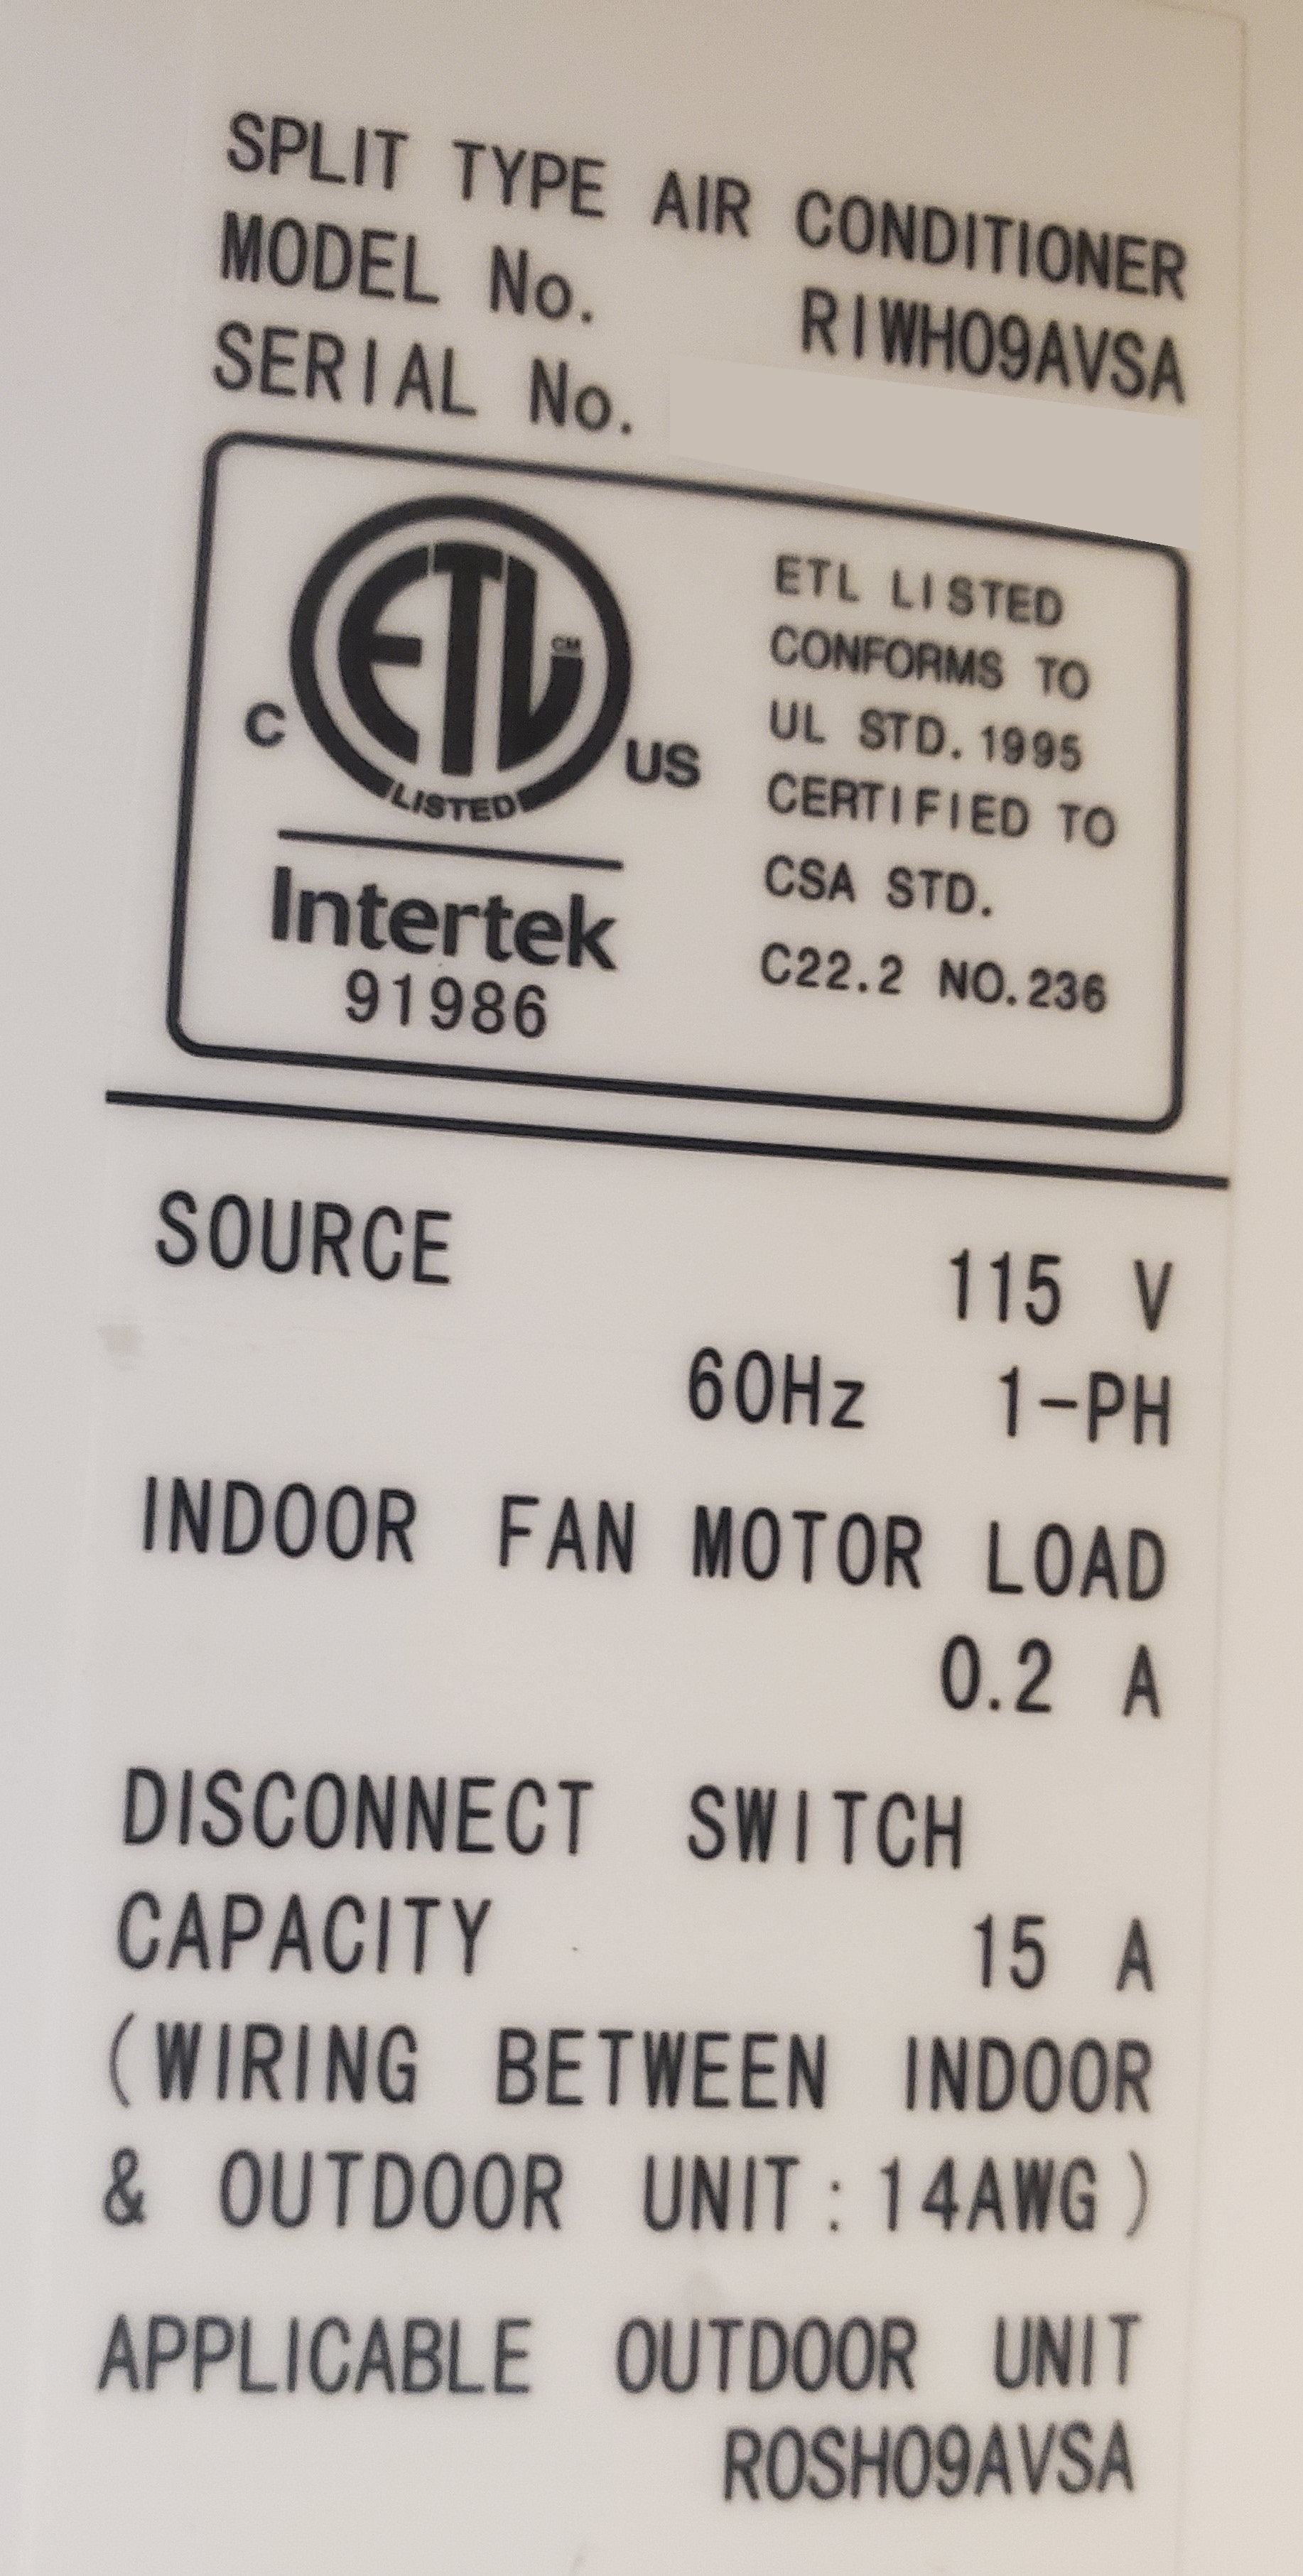 SPLIT TYPE AIR CONDITIONER
MODEL No. RIWH09AVSA
SERIAL No.
ETL CM
C US
LISTED
Intertek
91986
ETL LISTED
CONFORMS TO
UL STD. 1995
CERTIFIED TO
CSA STD.
C22.2 NO.236
SOURCE 115 V
60Hz 1-PH
INDOOR FAN MOTOR LOAD
0.2 A
DISCONNECT SWITCH
CAPACITY 15 A
(WIRING BETWEEN INDOOR
& OUTDOOR UNIT:14AWG)
APPLICABLE OUTDOOR UNIT
ROSH09AVSA